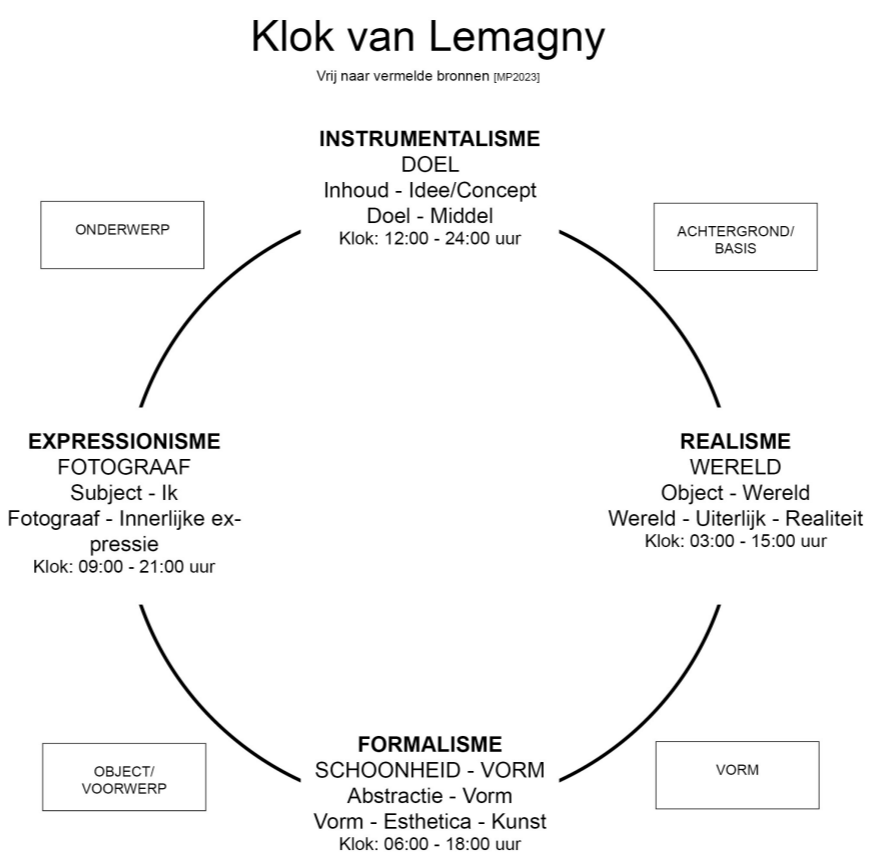 Klok van Lemagny
Vrij naar vermelde bronnen [MP2023]
INSTRUMENTALISME
DOEL
Inhoud - Idee/Concept
Doel - Middel
Klok: 12:00 - 24:00 uur
ONDERWERP
ACHTERGROND/
BASIS
EXPRESSIONISME
FOTOGRAAF
Subject - Ik
Fotograaf - Innerlijke ex-
pressie
Klok: 09:00 - 21:00 uur
REALISME
WERELD
Object - Wereld
Wereld - Uiterlijk - Realiteit
Klok: 03:00 - 15:00 uur
OBJECT/
VOORWERP
FORMALISME
SCHOONHEID - VORM
Abstractie - Vorm
Vorm - Esthetica - Kunst
Klok: 06:00 - 18:00 uur
VORM